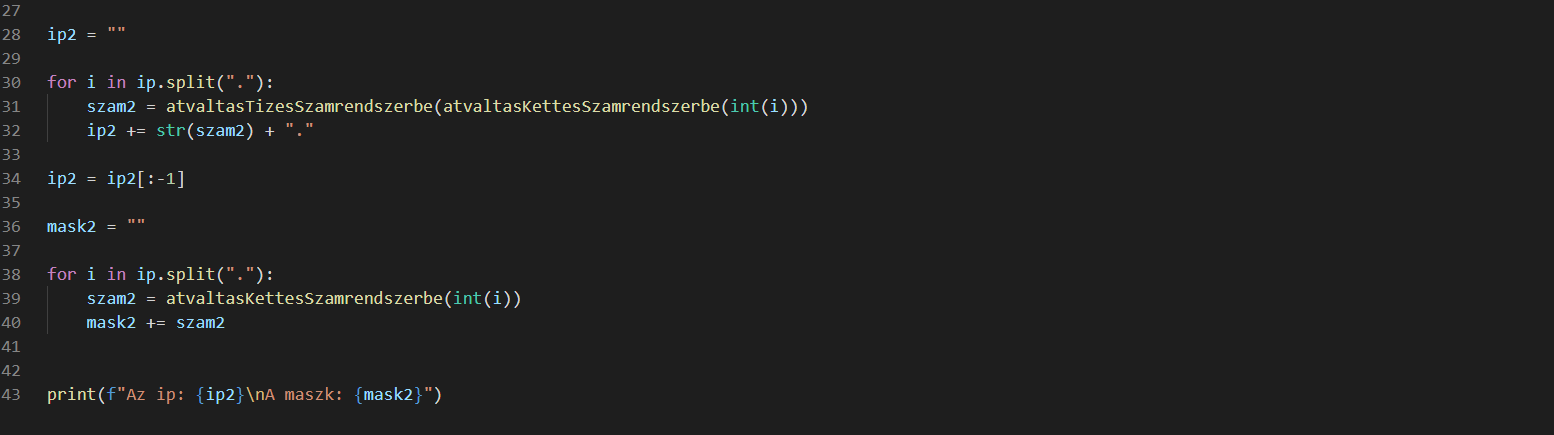 27
28 ip2 = ""
29
30 for i in ip.split("."):
31     szam2 = atvaltasTizesSzamrendszerbe(atvaltasKettesSzamrendszerbe(int(i)))
32     ip2 += str(szam2) + "."
33
34 ip2 = ip2[:-1]
35
36 mask2 = ""
37
38 for i in ip.split("."):
39     szam2 = atvaltasKettesSzamrendszerbe(int(i))
40     mask2 += szam2
41
42
43 print(f"Az ip: {ip2}\nA maszk: {mask2}")